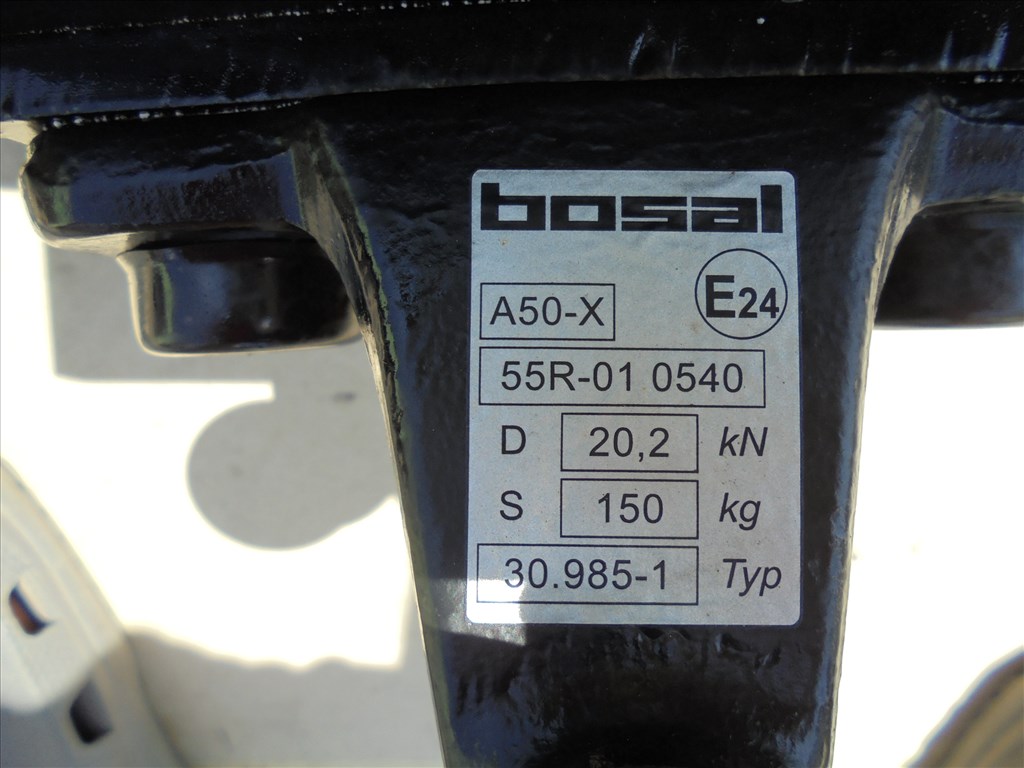 bosal
A50-X E24
55R-01 0540
D 20,2 kN
S 150 kg
30.985-1 Typ